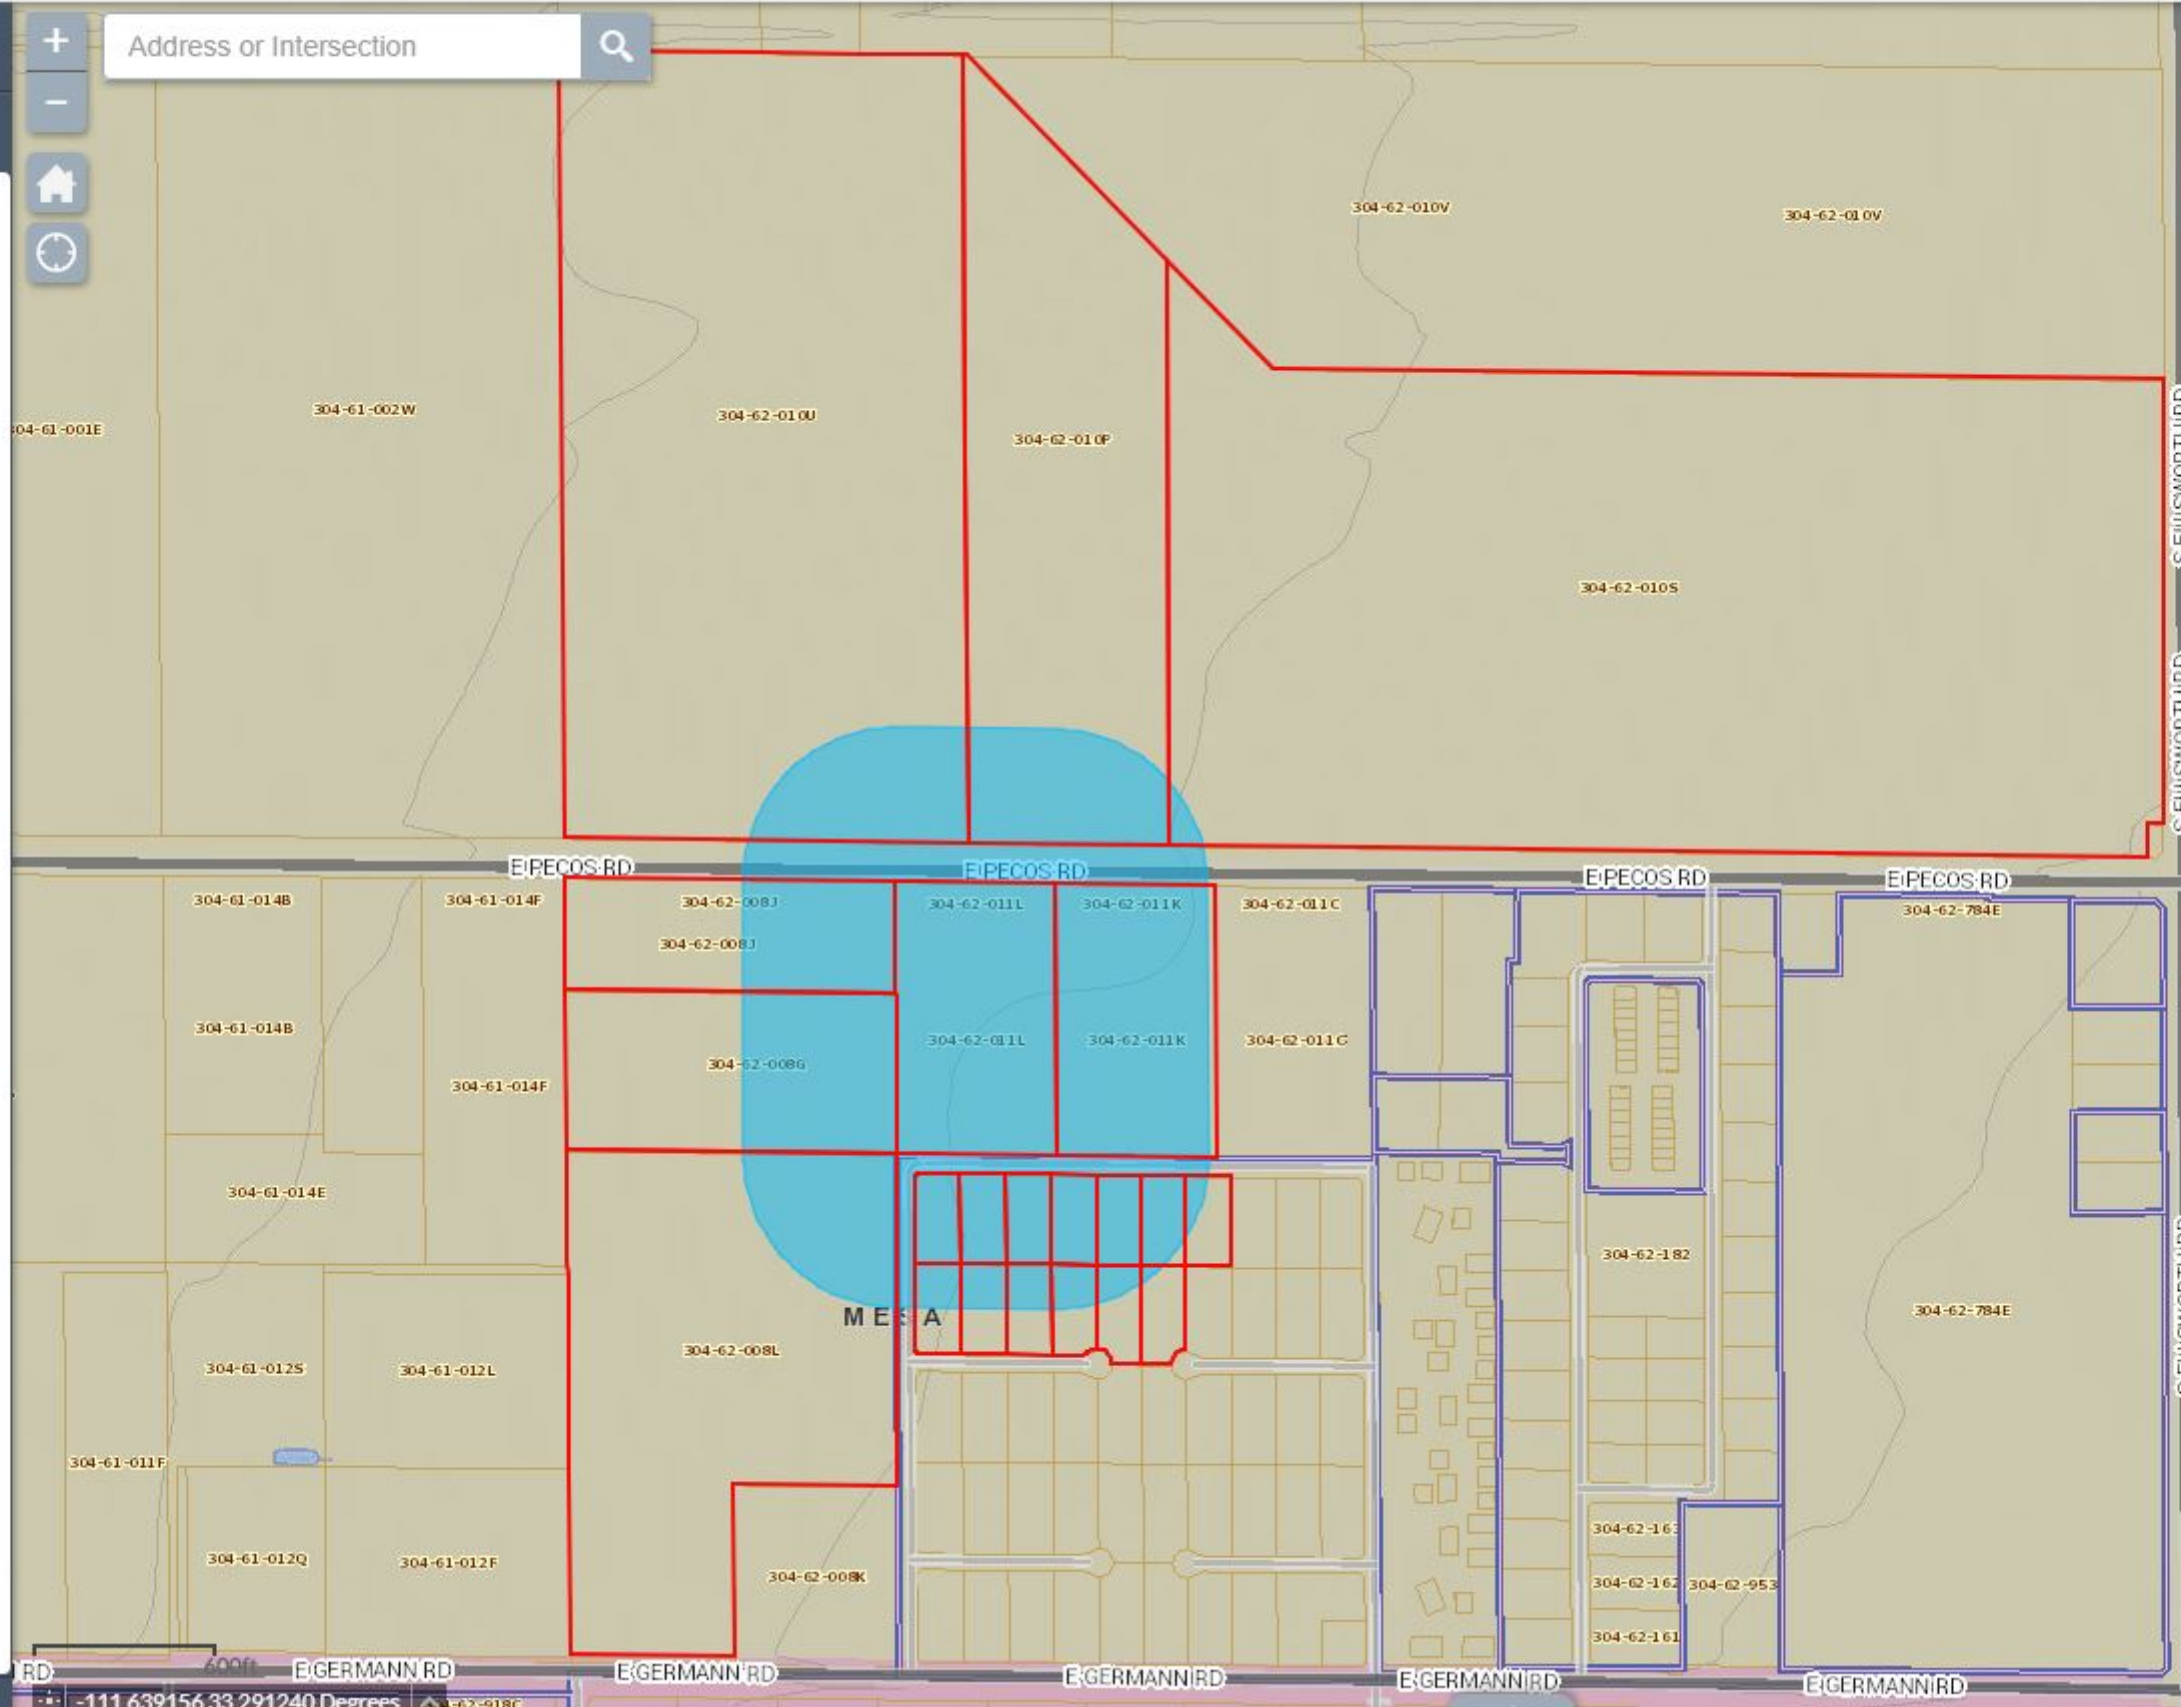 Address or Intersection
304-62-010V
304-62-010V
304-61-002W
304-62-010U
304-61-001E
304-62-010P
304-62-010S
E PECOS RD
E PECOS RD
E PECOS RD
E PECOS RD
304-61-014B
304-61-014F
304-62-008J
304-62-011L
304-62-011K
304-62-011C
304-62-784E
304-62-008J
304-61-014B
304-62-011L
304-62-011K
304-62-011G
304-62-008G
304-61-014F
304-61-014E
304-62-182
MESA
304-62-784E
304-62-008L
304-61-012S
304-61-012L
304-61-011F
304-62-163
304-61-012Q
304-61-012F
304-62-008K
304-62-162
304-62-953
304-62-161
600ft
RD
E GERMANN RD
E GERMANN RD
E GERMANN RD
E GERMANN RD
E GERMANN RD
-111.639156 33.291240 Degrees